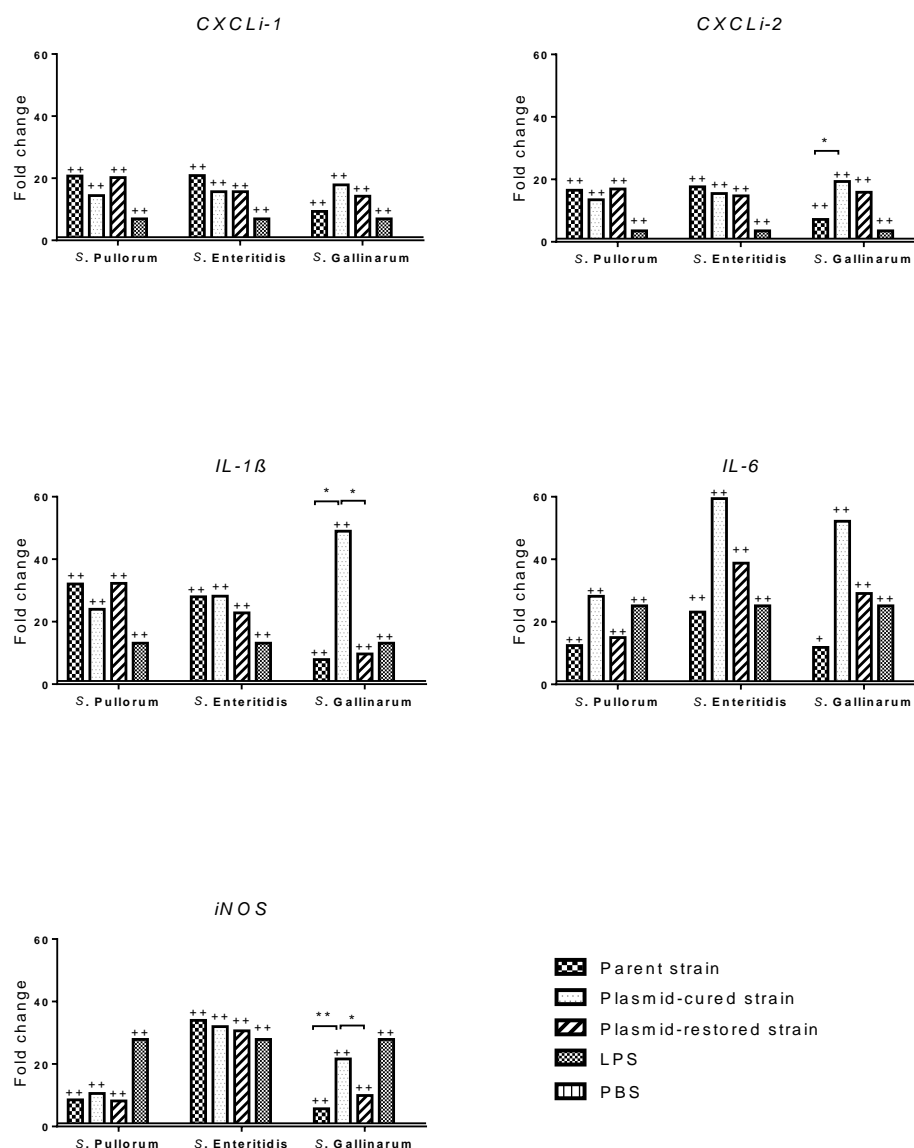 CXCLi-1
CXCLi-2
Fold change
60
40
20
0
++ ++ ++ ++ ++ ++ ++ ++ ++ ++ ++ ++
S. Pullorum S. Enteritidis S. Gallinarum
Fold change
60
40
20
0
*
++ ++ ++ ++ ++ ++ ++ ++ ++ ++ ++ ++
S. Pullorum S. Enteritidis S. Gallinarum
IL-1ß
IL-6
Fold change
60
40
20
0
* *
++ ++ ++ ++ ++ ++ ++ ++ ++ ++ ++ ++
S. Pullorum S. Enteritidis S. Gallinarum
Fold change
60
40
20
0
++ ++ ++ ++ ++ ++ ++ ++ + ++ ++ ++
S. Pullorum S. Enteritidis S. Gallinarum
iNOS
Fold change
60
40
20
0
** *
++ ++ ++ ++ ++ ++ ++ ++ ++ ++ ++ ++
S. Pullorum S. Enteritidis S. Gallinarum
Parent strain
Plasmid-cured strain
Plasmid-restored strain
LPS
PBS